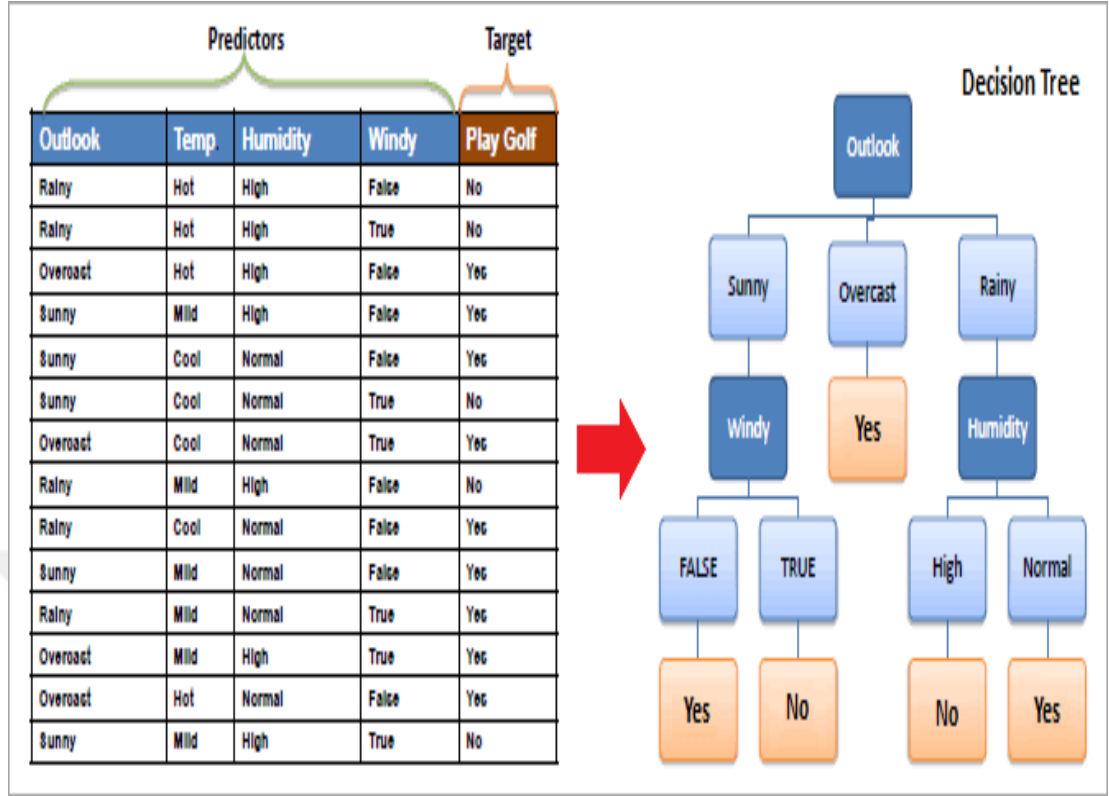 Predictors Target
Outlook Temp. Humidity Windy Play Golf
Rainy Hot High False No
Rainy Hot High True No
Overcast Hot High False Yes
Sunny Mild High False Yes
Sunny Cool Normal False Yes
Sunny Cool Normal True No
Overcast Cool Normal True Yes
Rainy Mild High False No
Rainy Cool Normal False Yes
Sunny Mild Normal False Yes
Rainy Mild Normal True Yes
Overcast Mild High True Yes
Overcast Hot Normal False Yes
Sunny Mild High True No
Decision Tree
Outlook
Sunny Overcast Rainy
Windy Yes Humidity
FALSE TRUE High Normal
Yes No No Yes